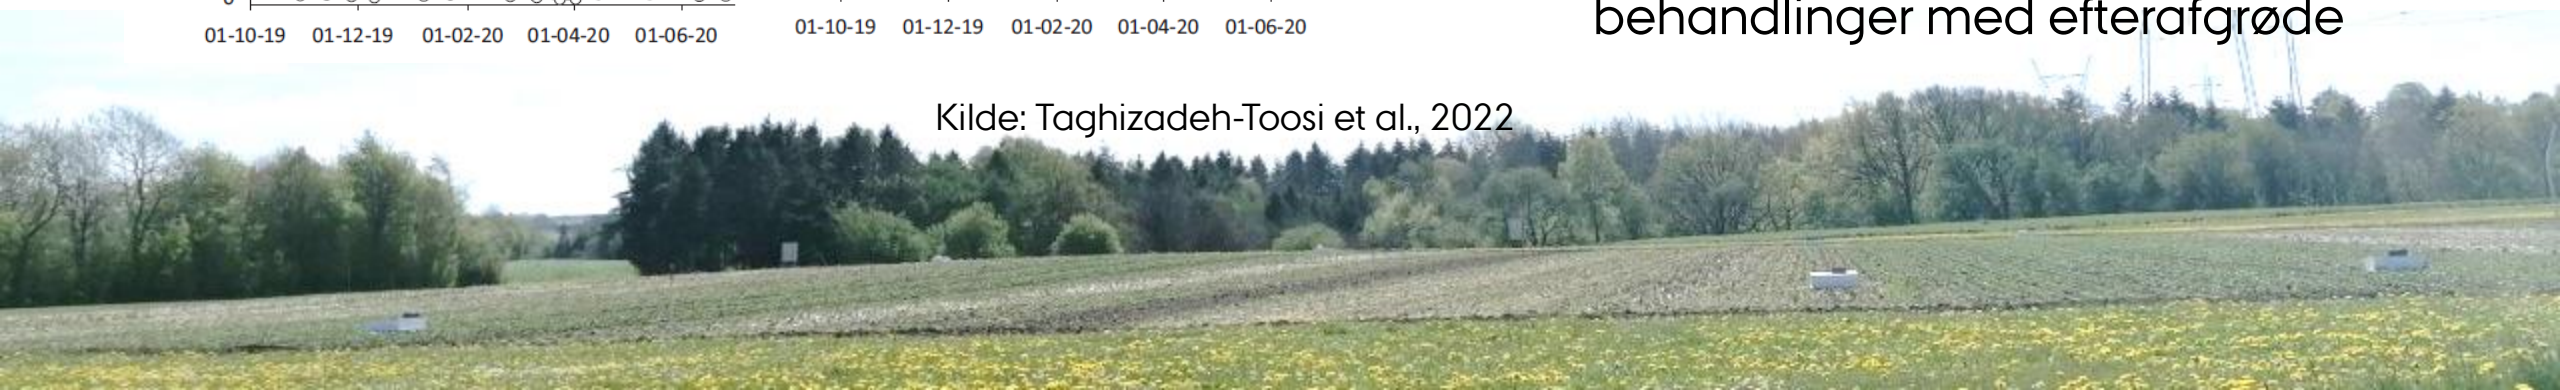 behandlinger med efterafgrøde
0
01-10-19 01-12-19 01-02-20 01-04-20 01-06-20
01-10-19 01-12-19 01-02-20 01-04-20 01-06-20
Kilde: Taghizadeh-Toosi et al., 2022